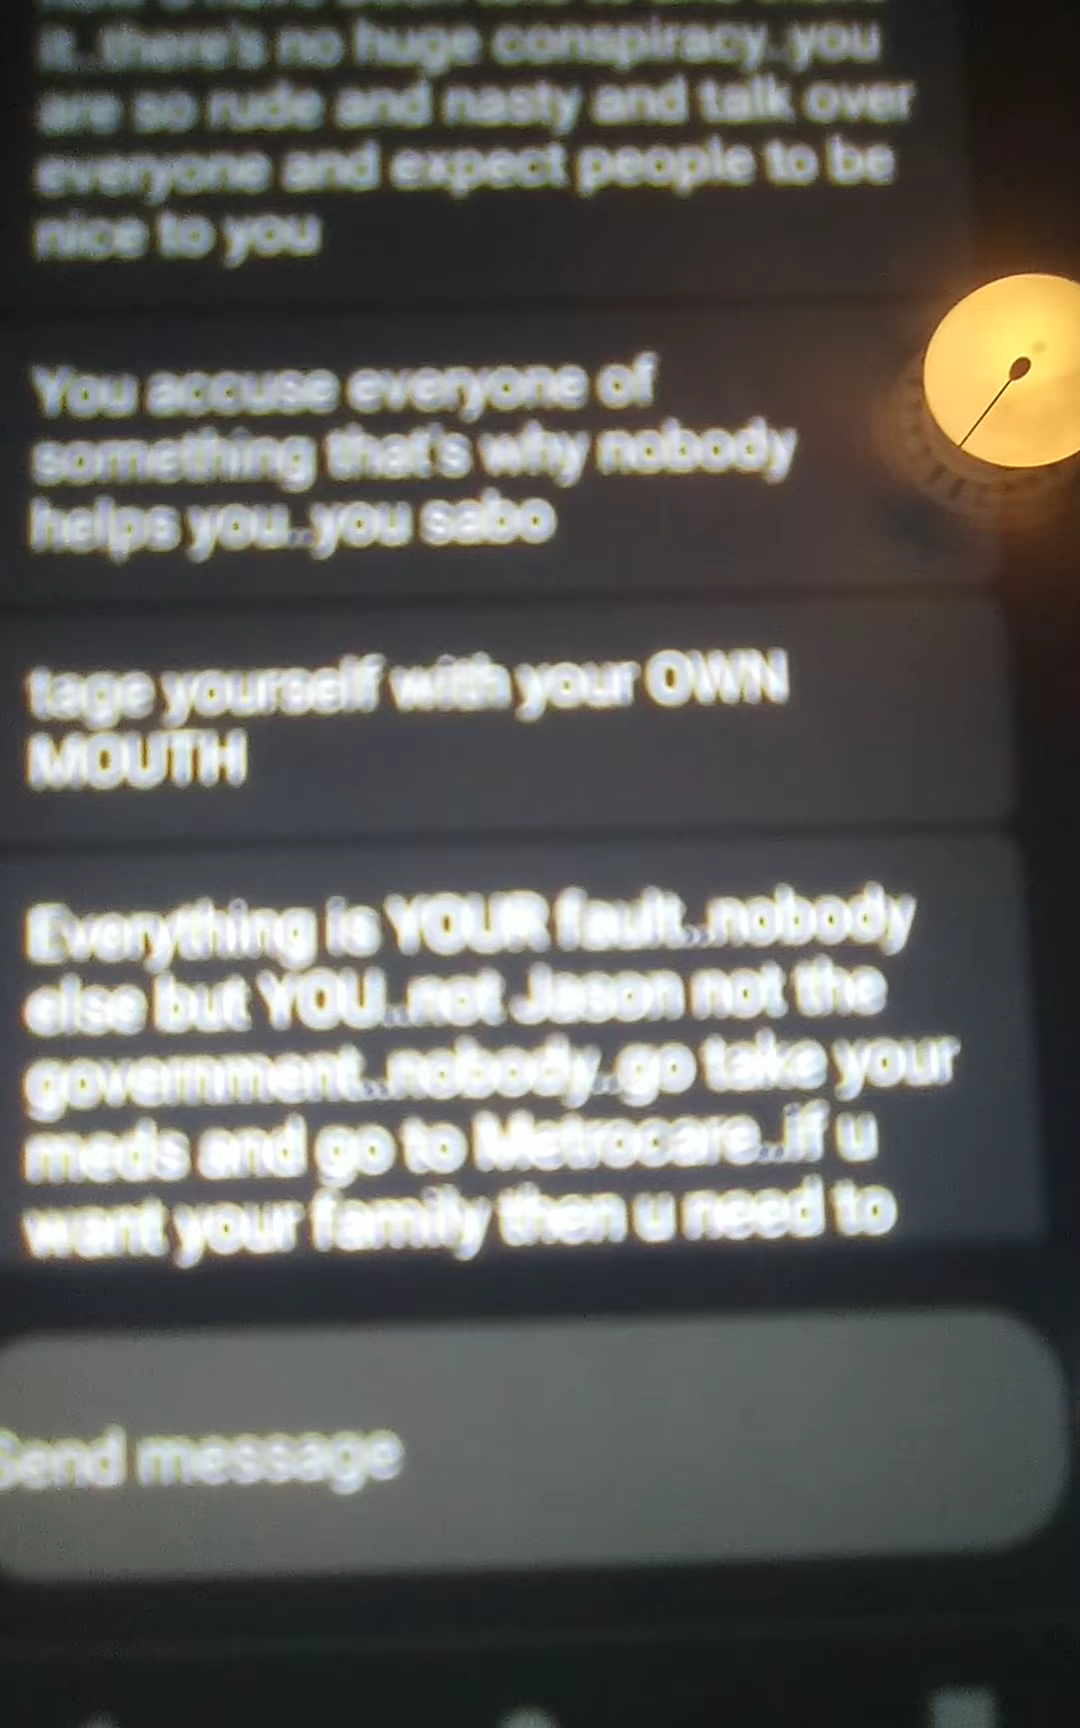 it..there's no huge conspiracy..you
are so rude and nasty and talk over
everyone and expect people to be
nice to you
You accuse everyone of
something that's why nobody
helps you..you sabo
tage yourself with your OWN
MOUTH
Everything is YOUR fault..nobody
else but YOU..not Jason not the
government..nobody..go take your
meds and go to Metrocare..if u
want your family then u need to
Send message